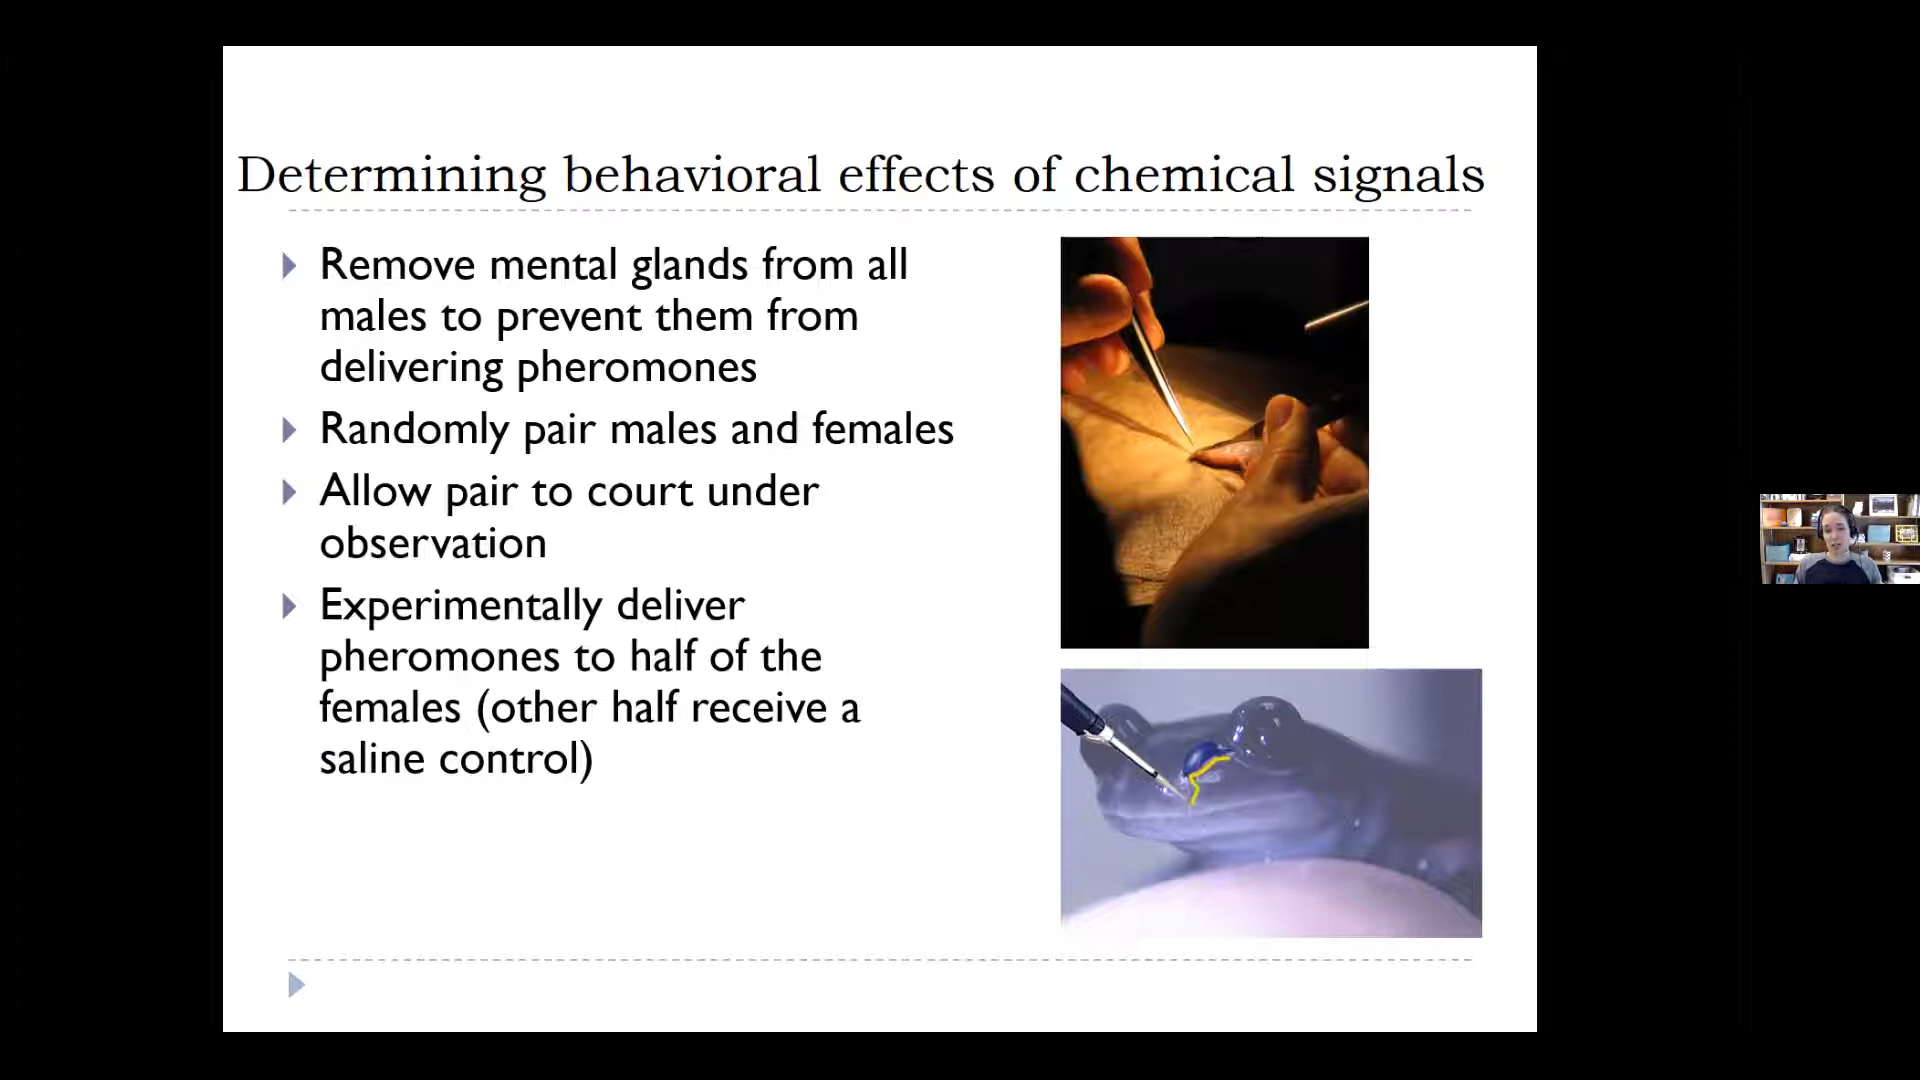 Determining behavioral effects of chemical signals
Remove mental glands from all
males to prevent them from
delivering pheromones
Randomly pair males and females
Allow pair to court under
observation
Experimentally deliver
pheromones to half of the
females (other half receive a
saline control)